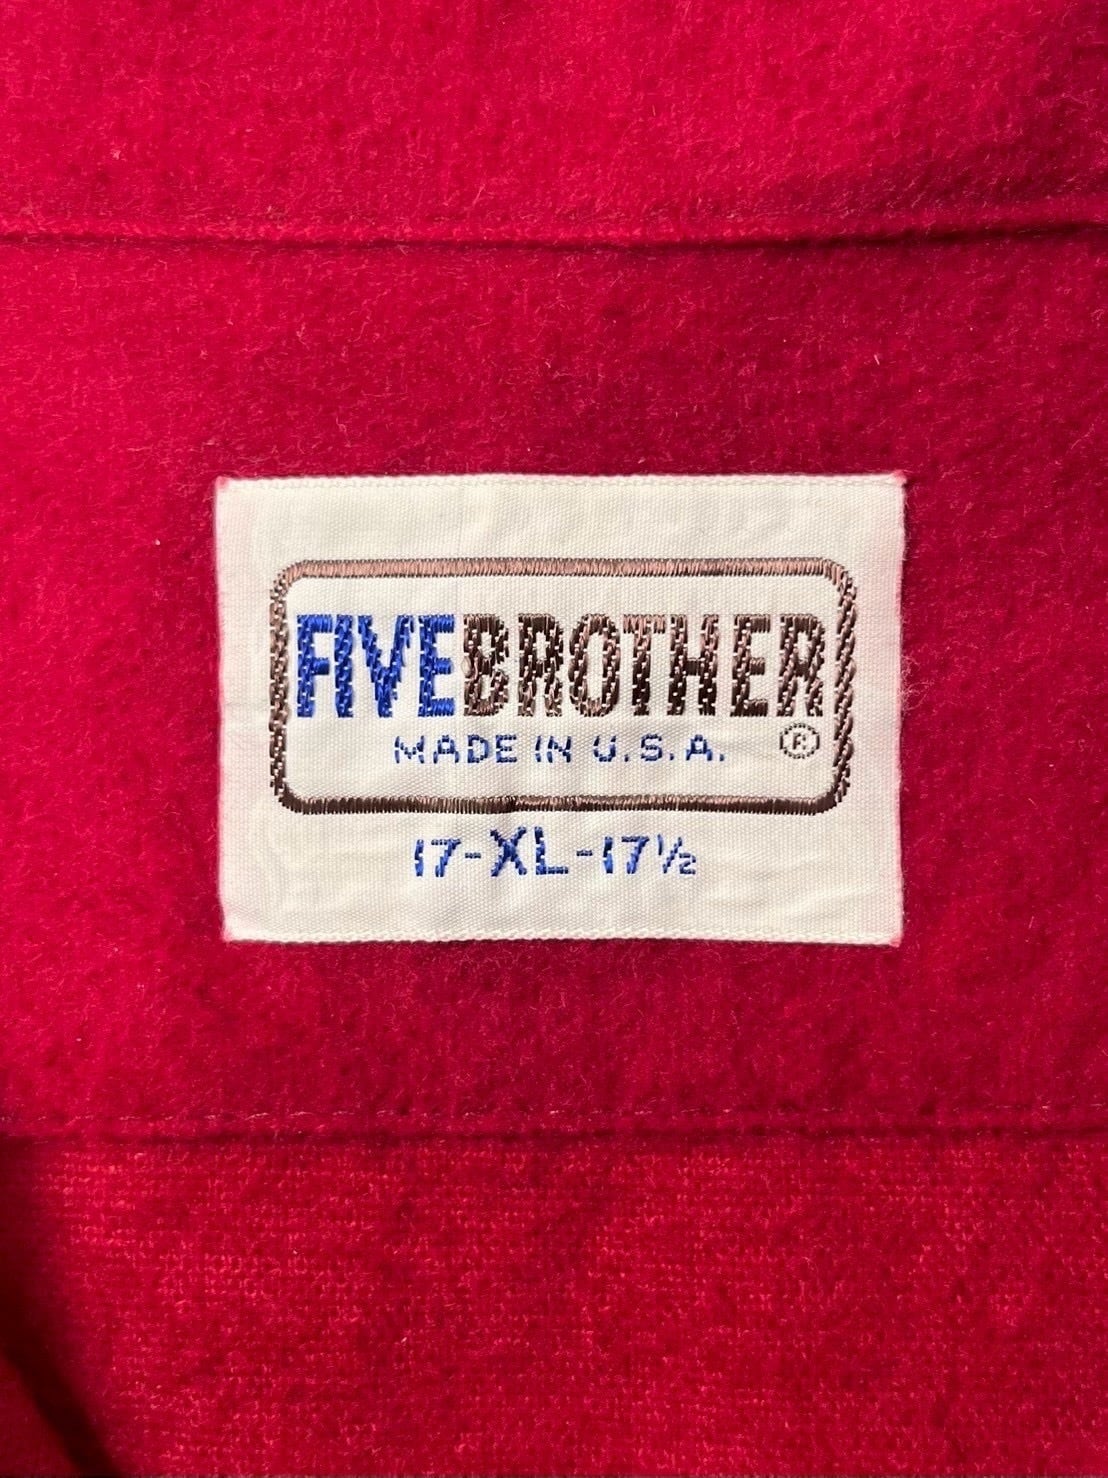 FIVEBROTHER
MADE IN U.S.A. ®
17-XL-17½